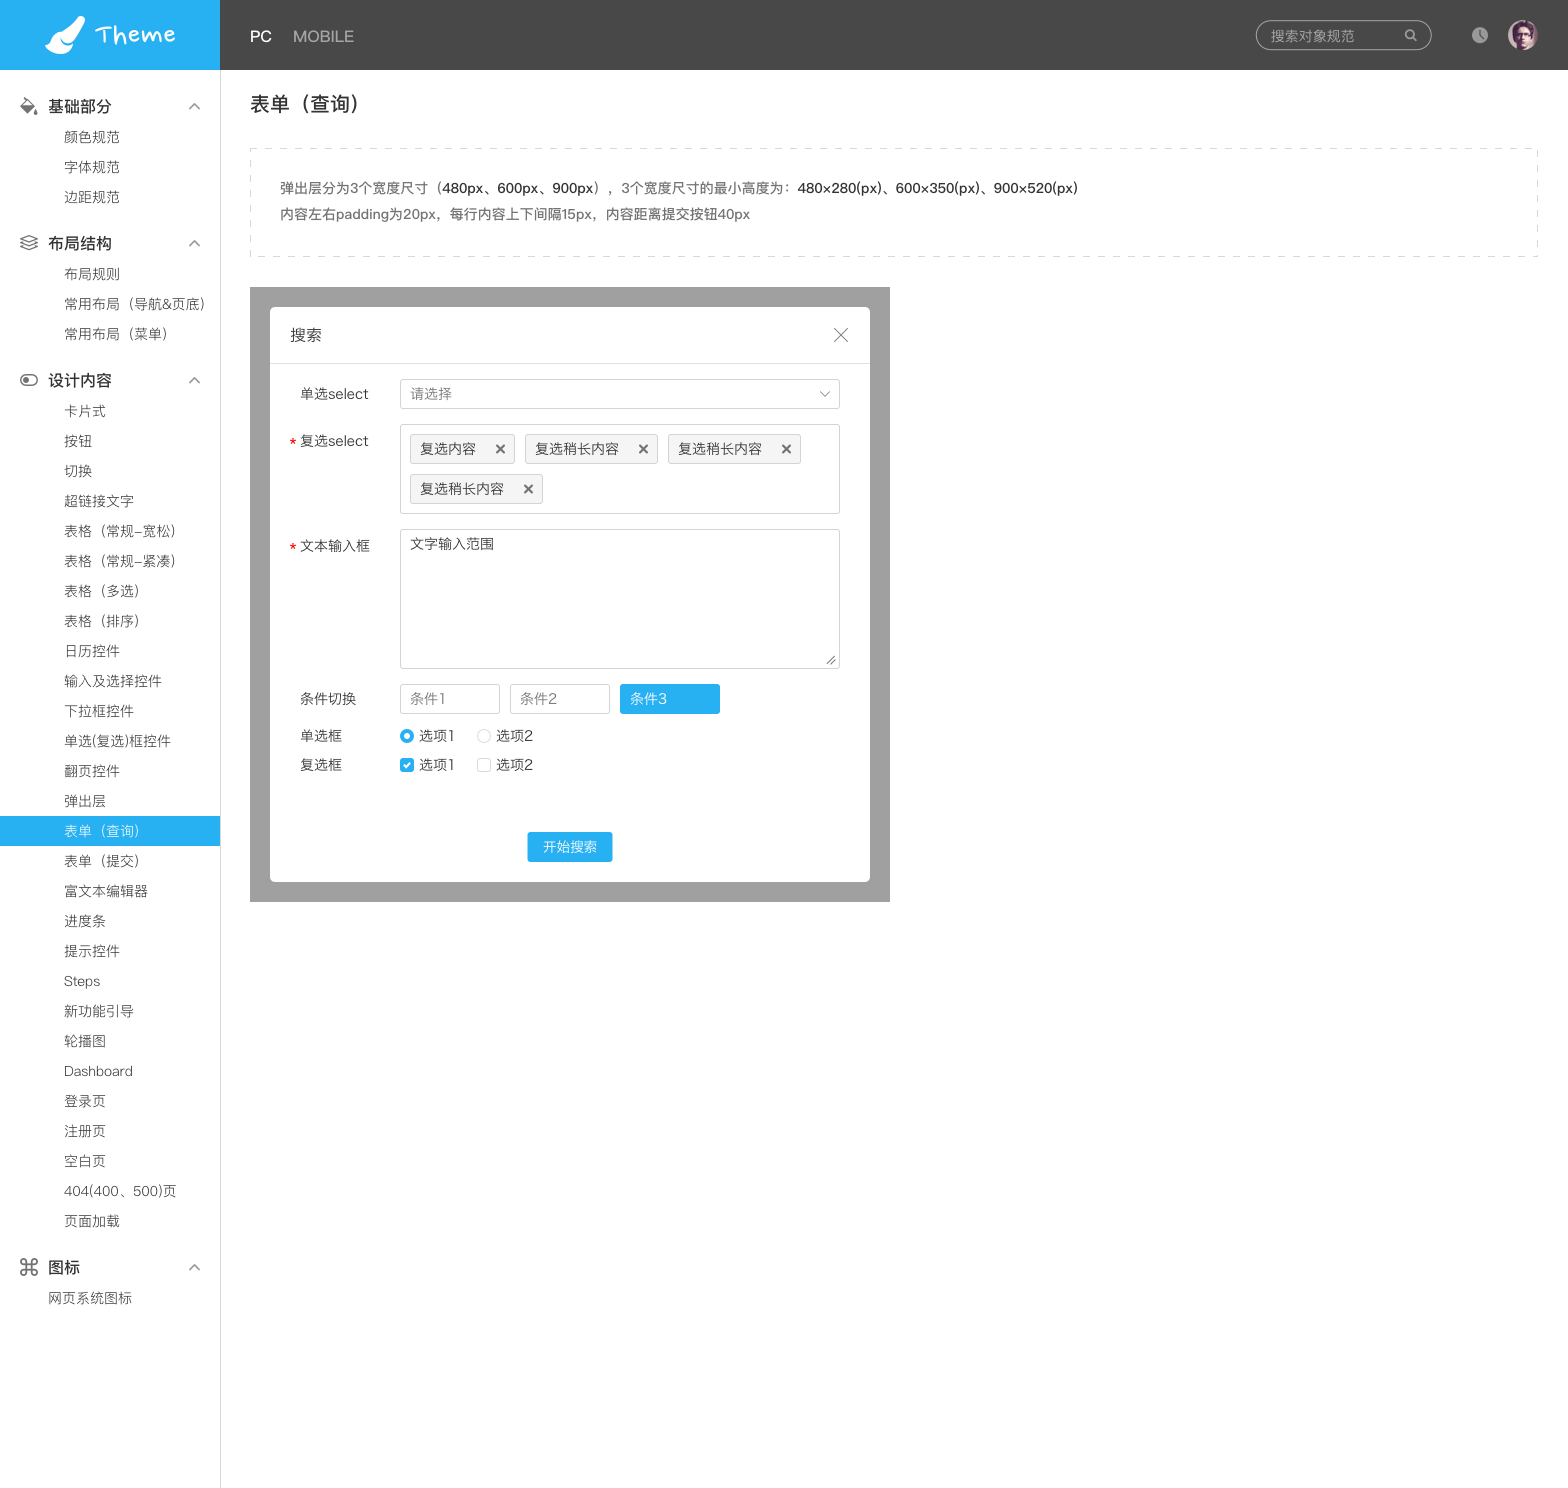 Theme
PC MOBILE
搜索对象规范
基础部分
颜色规范
字体规范
边距规范
布局结构
布局规则
常用布局（导航&页底）
常用布局（菜单）
设计内容
卡片式
按钮
切换
超链接文字
表格（常规-宽松）
表格（常规-紧凑）
表格（多选）
表格（排序）
日历控件
输入及选择控件
下拉框控件
单选(复选)框控件
翻页控件
弹出层
表单（查询）
表单（提交）
富文本编辑器
进度条
提示控件
Steps
新功能引导
轮播图
Dashboard
登录页
注册页
空白页
404(400、500)页
页面加载
图标
网页系统图标
表单（查询）
弹出层分为3个宽度尺寸（480px、600px、900px），3个宽度尺寸的最小高度为：480×280(px)、600×350(px)、900×520(px)
内容左右padding为20px，每行内容上下间隔15px，内容距离提交按钮40px
搜索
单选select 请选择
* 复选select 复选内容 × 复选稍长内容 × 复选稍长内容 ×
复选稍长内容 ×
* 文本输入框 文字输入范围
条件切换 条件1 条件2 条件3
单选框 选项1 选项2
复选框 选项1 选项2
开始搜索